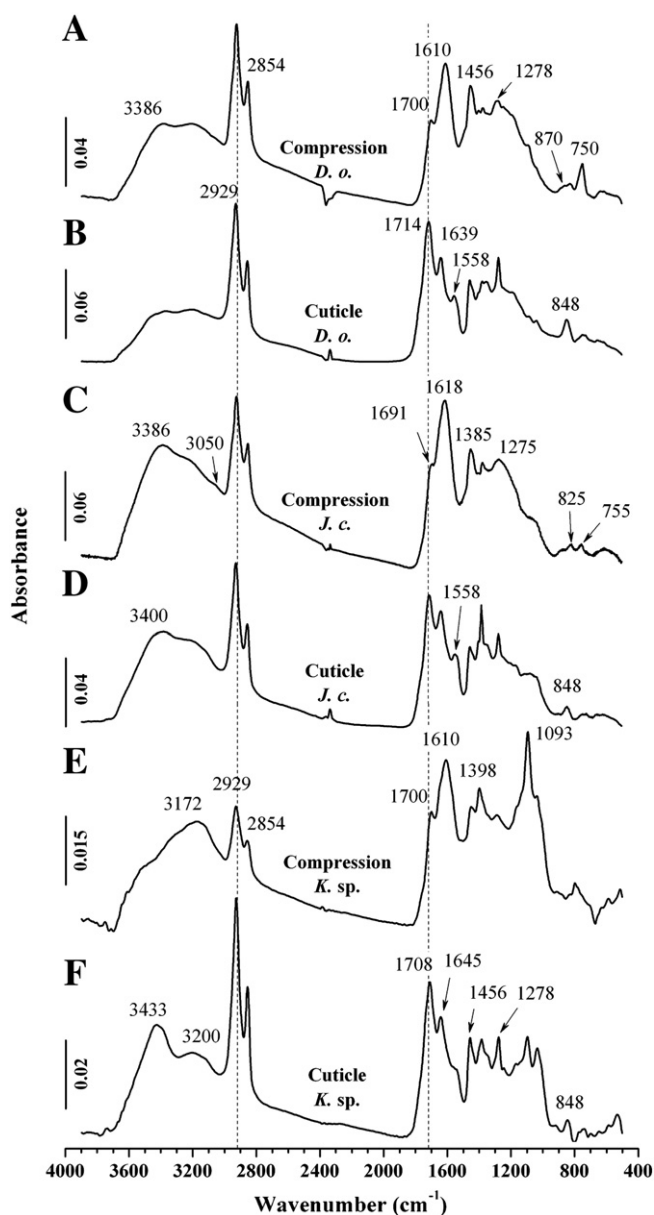 A
2854
1610
1456
1278
1700
3386
870
750
0.04
Compression
D. o.
2929
B
1714
1639
1558
0.06
Cuticle
D. o.
848
C
1618
3386
3050
1691
1385
1275
0.06
Compression
J. c.
825
755
Absorbance
D
3400
1558
0.04
Cuticle
J. c.
848
E
1610
1093
2929
1398
3172
2854
1700
0.015
Compression
K. sp.
F
1708
1645
3433
3200
1456
1278
0.02
Cuticle
K. sp.
848
4000 3600 3200 2800 2400 2000 1600 1200 800 400
Wavenumber (cm⁻¹)